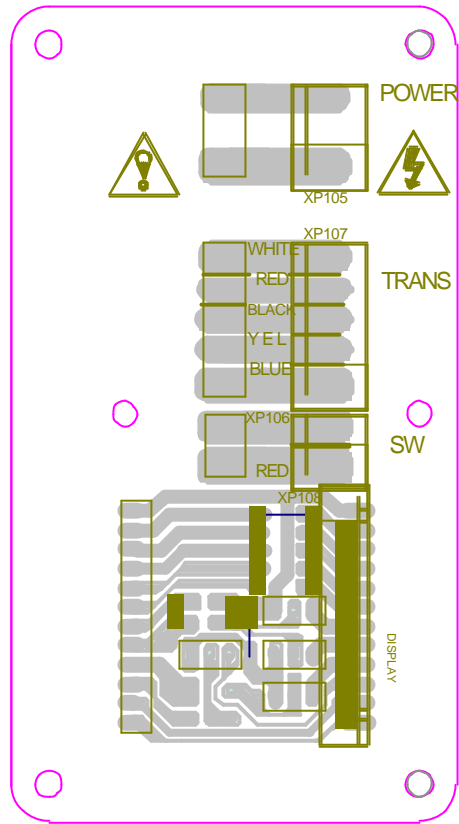 POWER
XP105
XP107
WHITE
RED
TRANS
BLACK
YEL
BLUE
XP106
SW
RED
XP108
DISPLAY